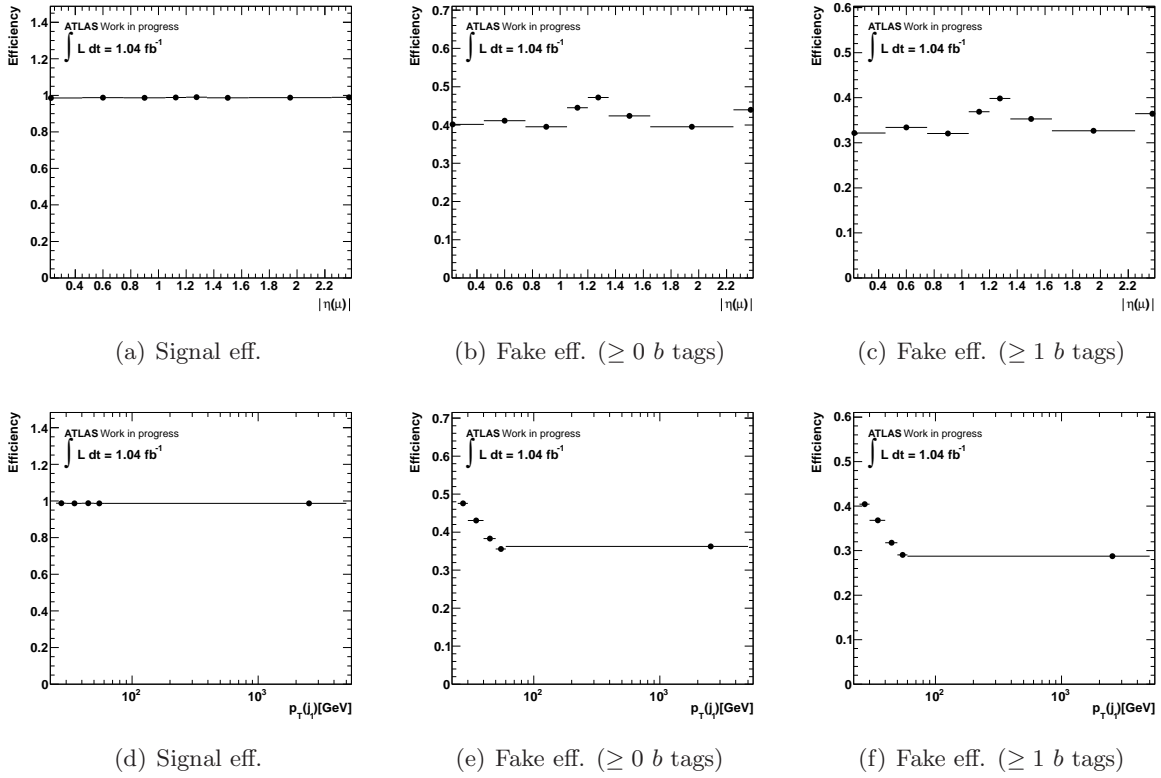 Efficiency
ATLAS Work in progress
∫ L dt = 1.04 fb⁻¹
1.4
1.2
1
0.8
0.6
0.4
0.2
0
0.4 0.6 0.8 1 1.2 1.4 1.6 1.8 2 2.2
|η(μ)|
(a) Signal eff.
Efficiency
ATLAS Work in progress
∫ L dt = 1.04 fb⁻¹
0.7
0.6
0.5
0.4
0.3
0.2
0.1
0
0.4 0.6 0.8 1 1.2 1.4 1.6 1.8 2 2.2
|η(μ)|
(b) Fake eff. (≥ 0 b tags)
Efficiency
ATLAS Work in progress
∫ L dt = 1.04 fb⁻¹
0.6
0.5
0.4
0.3
0.2
0.1
0
0.4 0.6 0.8 1 1.2 1.4 1.6 1.8 2 2.2
|η(μ)|
(c) Fake eff. (≥ 1 b tags)
Efficiency
ATLAS Work in progress
∫ L dt = 1.04 fb⁻¹
1.4
1.2
1
0.8
0.6
0.4
0.2
0
10² 10³
p_T(j_1)[GeV]
(d) Signal eff.
Efficiency
ATLAS Work in progress
∫ L dt = 1.04 fb⁻¹
0.7
0.6
0.5
0.4
0.3
0.2
0.1
0
10² 10³
p_T(j_1)[GeV]
(e) Fake eff. (≥ 0 b tags)
Efficiency
ATLAS Work in progress
∫ L dt = 1.04 fb⁻¹
0.6
0.5
0.4
0.3
0.2
0.1
0
10² 10³
p_T(j_1)[GeV]
(f) Fake eff. (≥ 1 b tags)